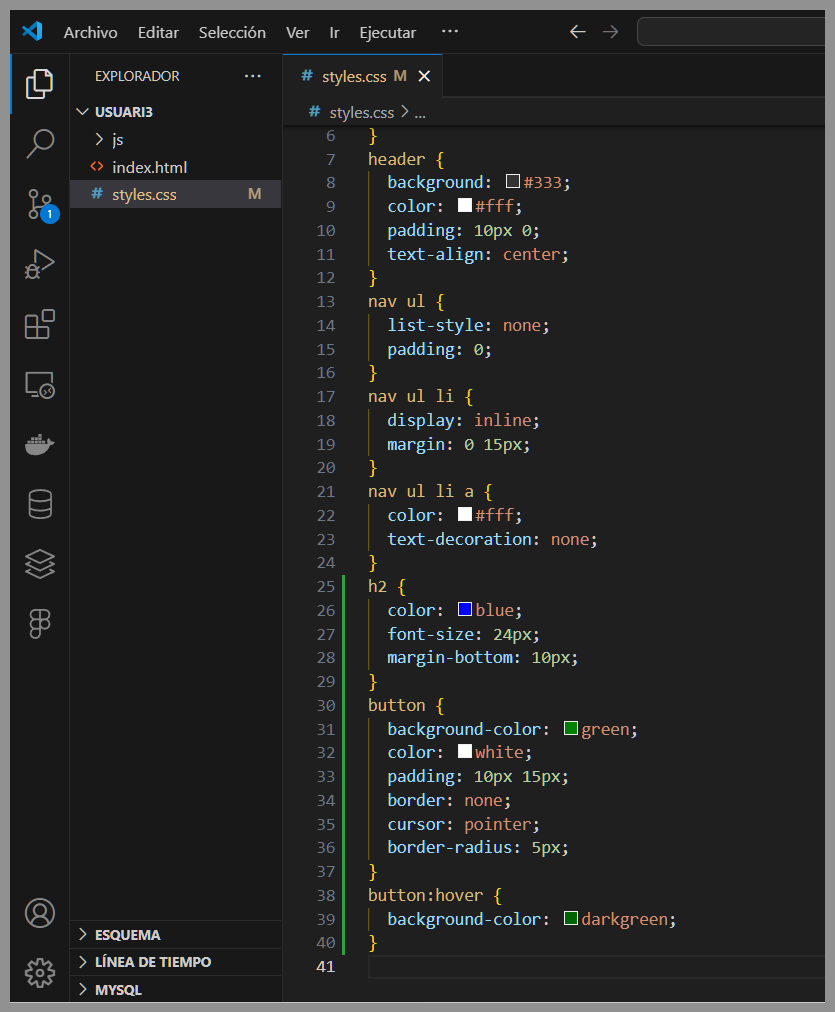 Archivo Editar Selección Ver Ir Ejecutar ...
EXPLORADOR ...
USUARI3
js
<> index.html
# styles.css M
1
ESQUEMA
LÍNEA DE TIEMPO
MYSQL
# styles.css M ×
# styles.css > ...
6 }
7 header {
8 background: #333;
9 color: #fff;
10 padding: 10px 0;
11 text-align: center;
12 }
13 nav ul {
14 list-style: none;
15 padding: 0;
16 }
17 nav ul li {
18 display: inline;
19 margin: 0 15px;
20 }
21 nav ul li a {
22 color: #fff;
23 text-decoration: none;
24 }
25 h2 {
26 color: blue;
27 font-size: 24px;
28 margin-bottom: 10px;
29 }
30 button {
31 background-color: green;
32 color: white;
33 padding: 10px 15px;
34 border: none;
35 cursor: pointer;
36 border-radius: 5px;
37 }
38 button:hover {
39 background-color: darkgreen;
40 }
41